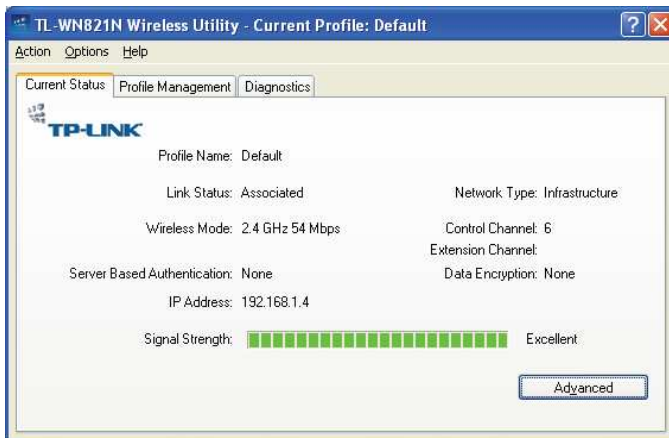 TL-WN821N Wireless Utility - Current Profile: Default
Action Options Help
Current Status Profile Management Diagnostics
TP-LINK
Profile Name: Default
Link Status: Associated Network Type: Infrastructure
Wireless Mode: 2.4 GHz 54 Mbps Control Channel: 6
Extension Channel:
Server Based Authentication: None Data Encryption: None
IP Address: 192.168.1.4
Signal Strength: Excellent
Advanced